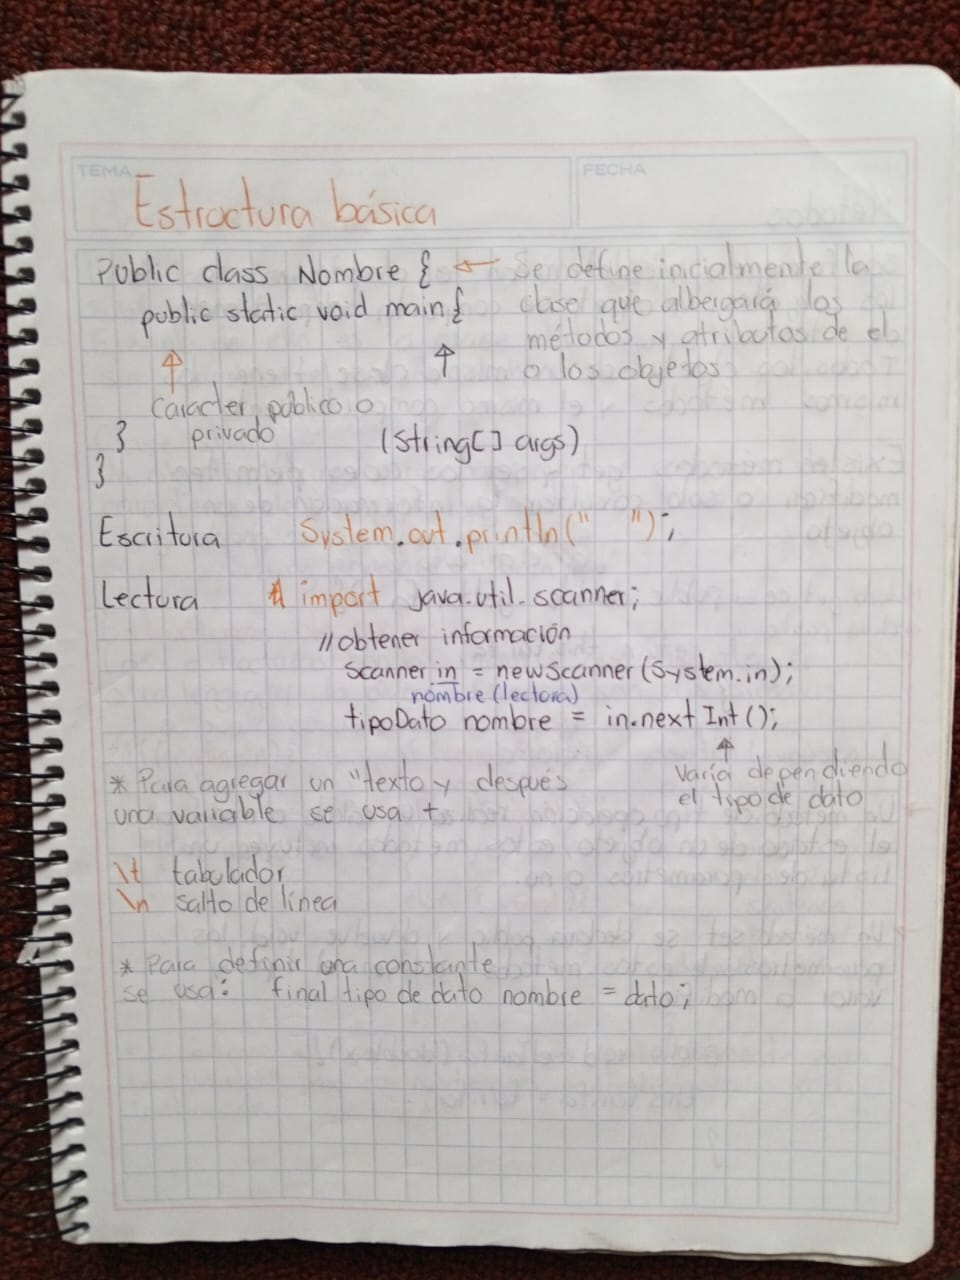 TEMA
FECHA
Estructura básica
Public class Nombre { ← Se define inicialmente la
public static void main{ clase que albergará los
métodos y atributos de el
o los objetos
Caracter público o
privado
(String[] args)
}
}
Escritura System.out.println(" ");
Lectura import java.util.scanner;
//obtener información
Scanner in = newScanner(System.in);
nombre (lectora)
tipoDato nombre = in.nextInt();
Varía dependiendo
el tipo de dato
* Para agregar un "texto y después
una variable se usa +
\t tabulador
\n salto de línea
* Para definir una constante
se usa: final tipo de dato nombre = dato;